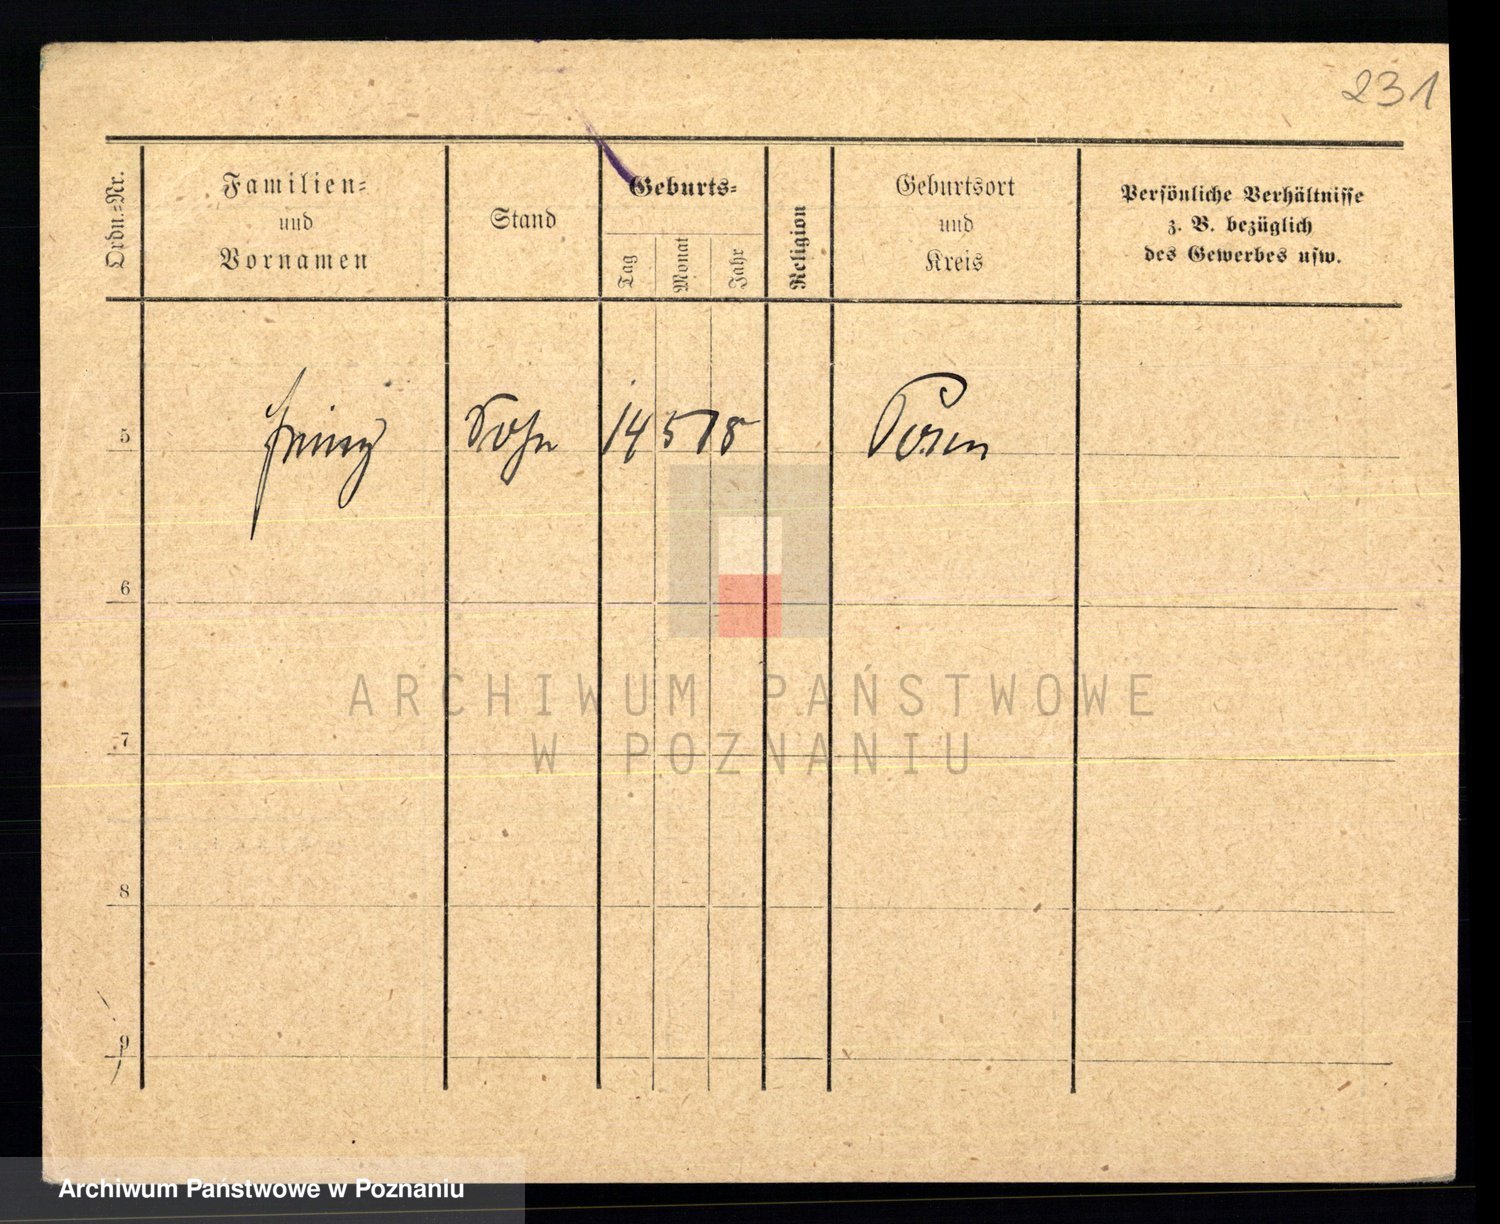 231
Ordn.=Nr.
Familien=
und
Vornamen
Stand
Geburts=
Tag
Monat
Jahr
Religion
Geburtsort
und
Kreis
Persönliche Verhältnisse
z. B. bezüglich
des Gewerbes usw.
5 Heinz Sohn 14 5 18 Posen
6
7
8
9
ARCHIWUM PAŃSTWOWE
W POZNANIU
Archiwum Państwowe w Poznaniu